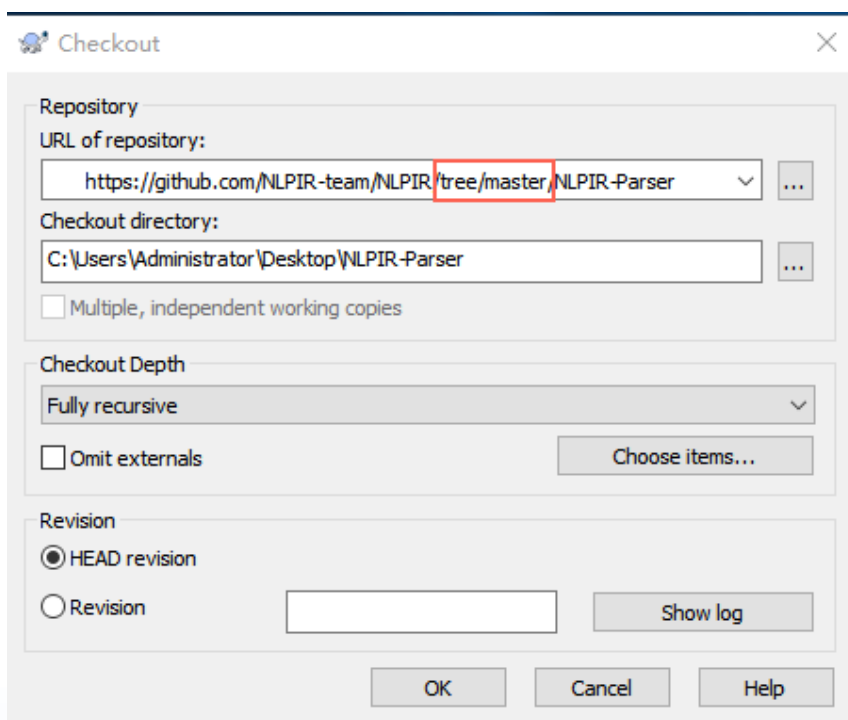 Checkout
Repository
URL of repository:
https://github.com/NLPIR-team/NLPIR/tree/master/NLPIR-Parser
...
Checkout directory:
C:\Users\Administrator\Desktop\NLPIR-Parser
...
Multiple, independent working copies
Checkout Depth
Fully recursive
Omit externals
Choose items...
Revision
HEAD revision
Revision
Show log
OK
Cancel
Help